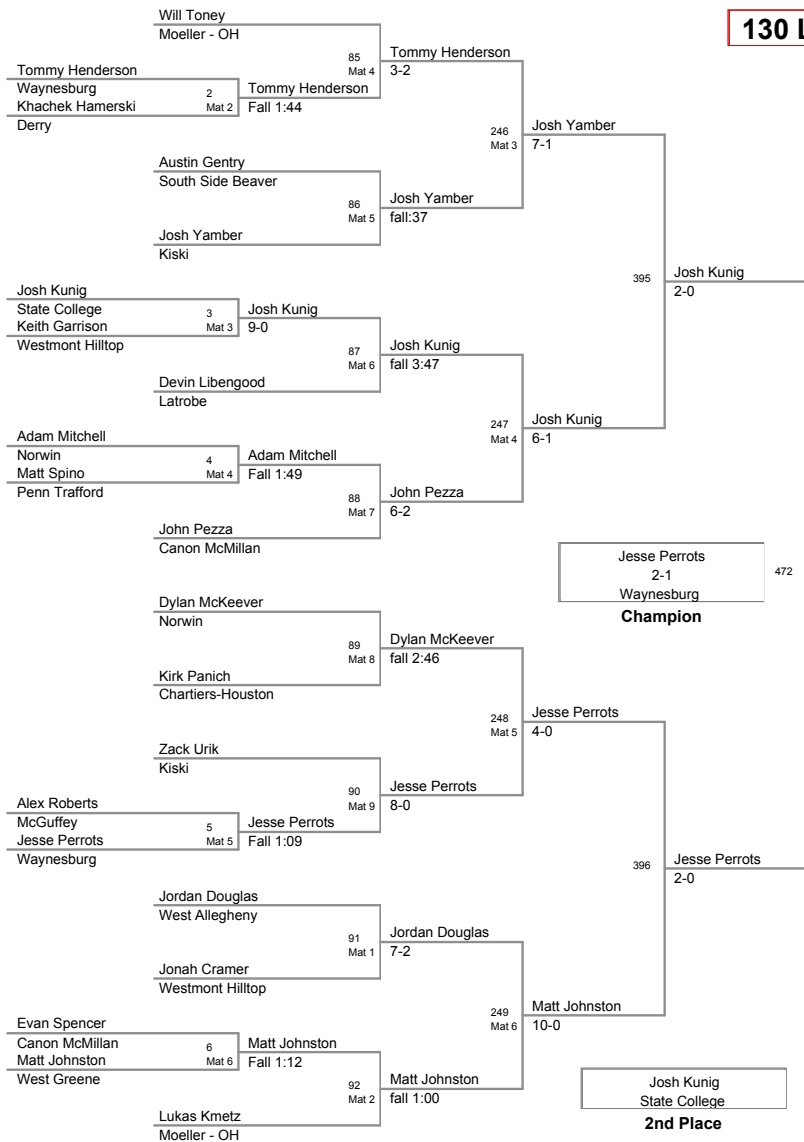 Will Toney
Moeller - OH
130 L
85
Mat 4
Tommy Henderson
3-2
Tommy Henderson
Waynesburg
Khachek Hamerski
Derry
2
Mat 2
Tommy Henderson
Fall 1:44
246
Mat 3
Josh Yamber
7-1
Austin Gentry
South Side Beaver
86
Mat 5
Josh Yamber
fall:37
Josh Yamber
Kiski
395
Josh Kunig
2-0
Josh Kunig
State College
Keith Garrison
Westmont Hilltop
3
Mat 3
Josh Kunig
9-0
87
Mat 6
Josh Kunig
fall 3:47
Devin Libengood
Latrobe
247
Mat 4
Josh Kunig
6-1
Adam Mitchell
Norwin
Matt Spino
Penn Trafford
4
Mat 4
Adam Mitchell
Fall 1:49
88
Mat 7
John Pezza
6-2
John Pezza
Canon McMillan
Jesse Perrots
2-1
Waynesburg
472
Champion
Dylan McKeever
Norwin
89
Mat 8
Dylan McKeever
fall 2:46
Kirk Panich
Chartiers-Houston
248
Mat 5
Jesse Perrots
4-0
Zack Urik
Kiski
90
Mat 9
Jesse Perrots
8-0
Alex Roberts
McGuffey
Jesse Perrots
Waynesburg
5
Mat 5
Jesse Perrots
Fall 1:09
396
Jesse Perrots
2-0
Jordan Douglas
West Allegheny
91
Mat 1
Jordan Douglas
7-2
Jonah Cramer
Westmont Hilltop
249
Mat 6
Matt Johnston
10-0
Evan Spencer
Canon McMillan
Matt Johnston
West Greene
6
Mat 6
Matt Johnston
Fall 1:12
92
Mat 2
Matt Johnston
fall 1:00
Lukas Kmetz
Moeller - OH
Josh Kunig
State College
2nd Place